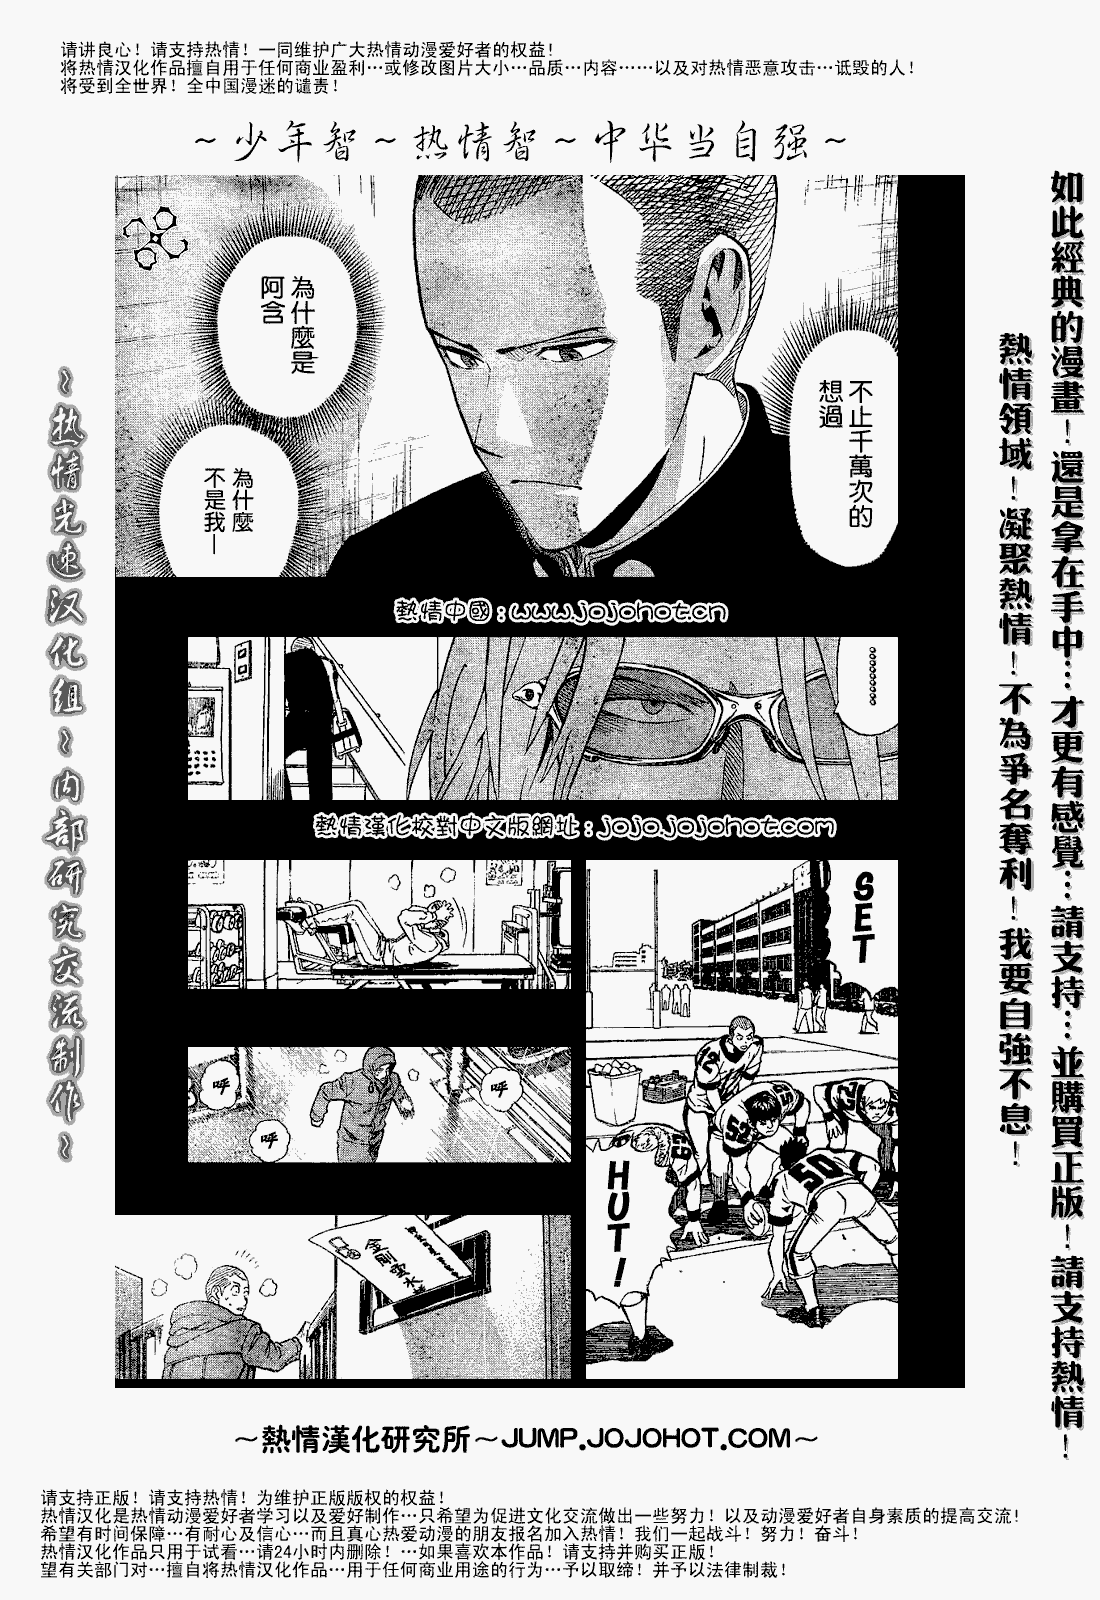 请讲良心！请支持热情！一同维护广大热情动漫爱好者的权益！
将热情汉化作品擅自用于任何商业盈利…或修改图片大小…品质…内容……以及对热情恶意攻击…诋毁的人！
将受到全世界！全中国漫迷的谴责！
～少年智～热情智～中华当自强～
如此經典的漫畫！還是拿在手中…才更有感覺…請支持…並購買正版！請支持熱情！
熱情領域！凝聚熱情！不為爭名奪利！我要自強不息！
～热情光速汉化组～内部研究交流制作～
不止千萬次的
想過
為什麼是
阿含
為什麼
不是我—
熱情中國：www.jojohot.cn
………
熱情漢化校對中文版網址：jojo.jojohot.com
SET
HUT!
12
52
50
呼
呼
呼
～熱情漢化研究所～JUMP.JOJOHOT.COM～
请支持正版！请支持热情！为维护正版版权的权益！
热情汉化是热情动漫爱好者学习以及爱好制作…只希望为促进文化交流做出一些努力！以及动漫爱好者自身素质的提高交流！
希望有时间保障…有耐心及信心…而且真心热爱动漫的朋友报名加入热情！我们一起战斗！努力！奋斗！
热情汉化作品只用于试看…请24小时内删除！…如果喜欢本作品！请支持并购买正版！
望有关部门对…擅自将热情汉化作品…用于任何商业用途的行为…予以取缔！并予以法律制裁！